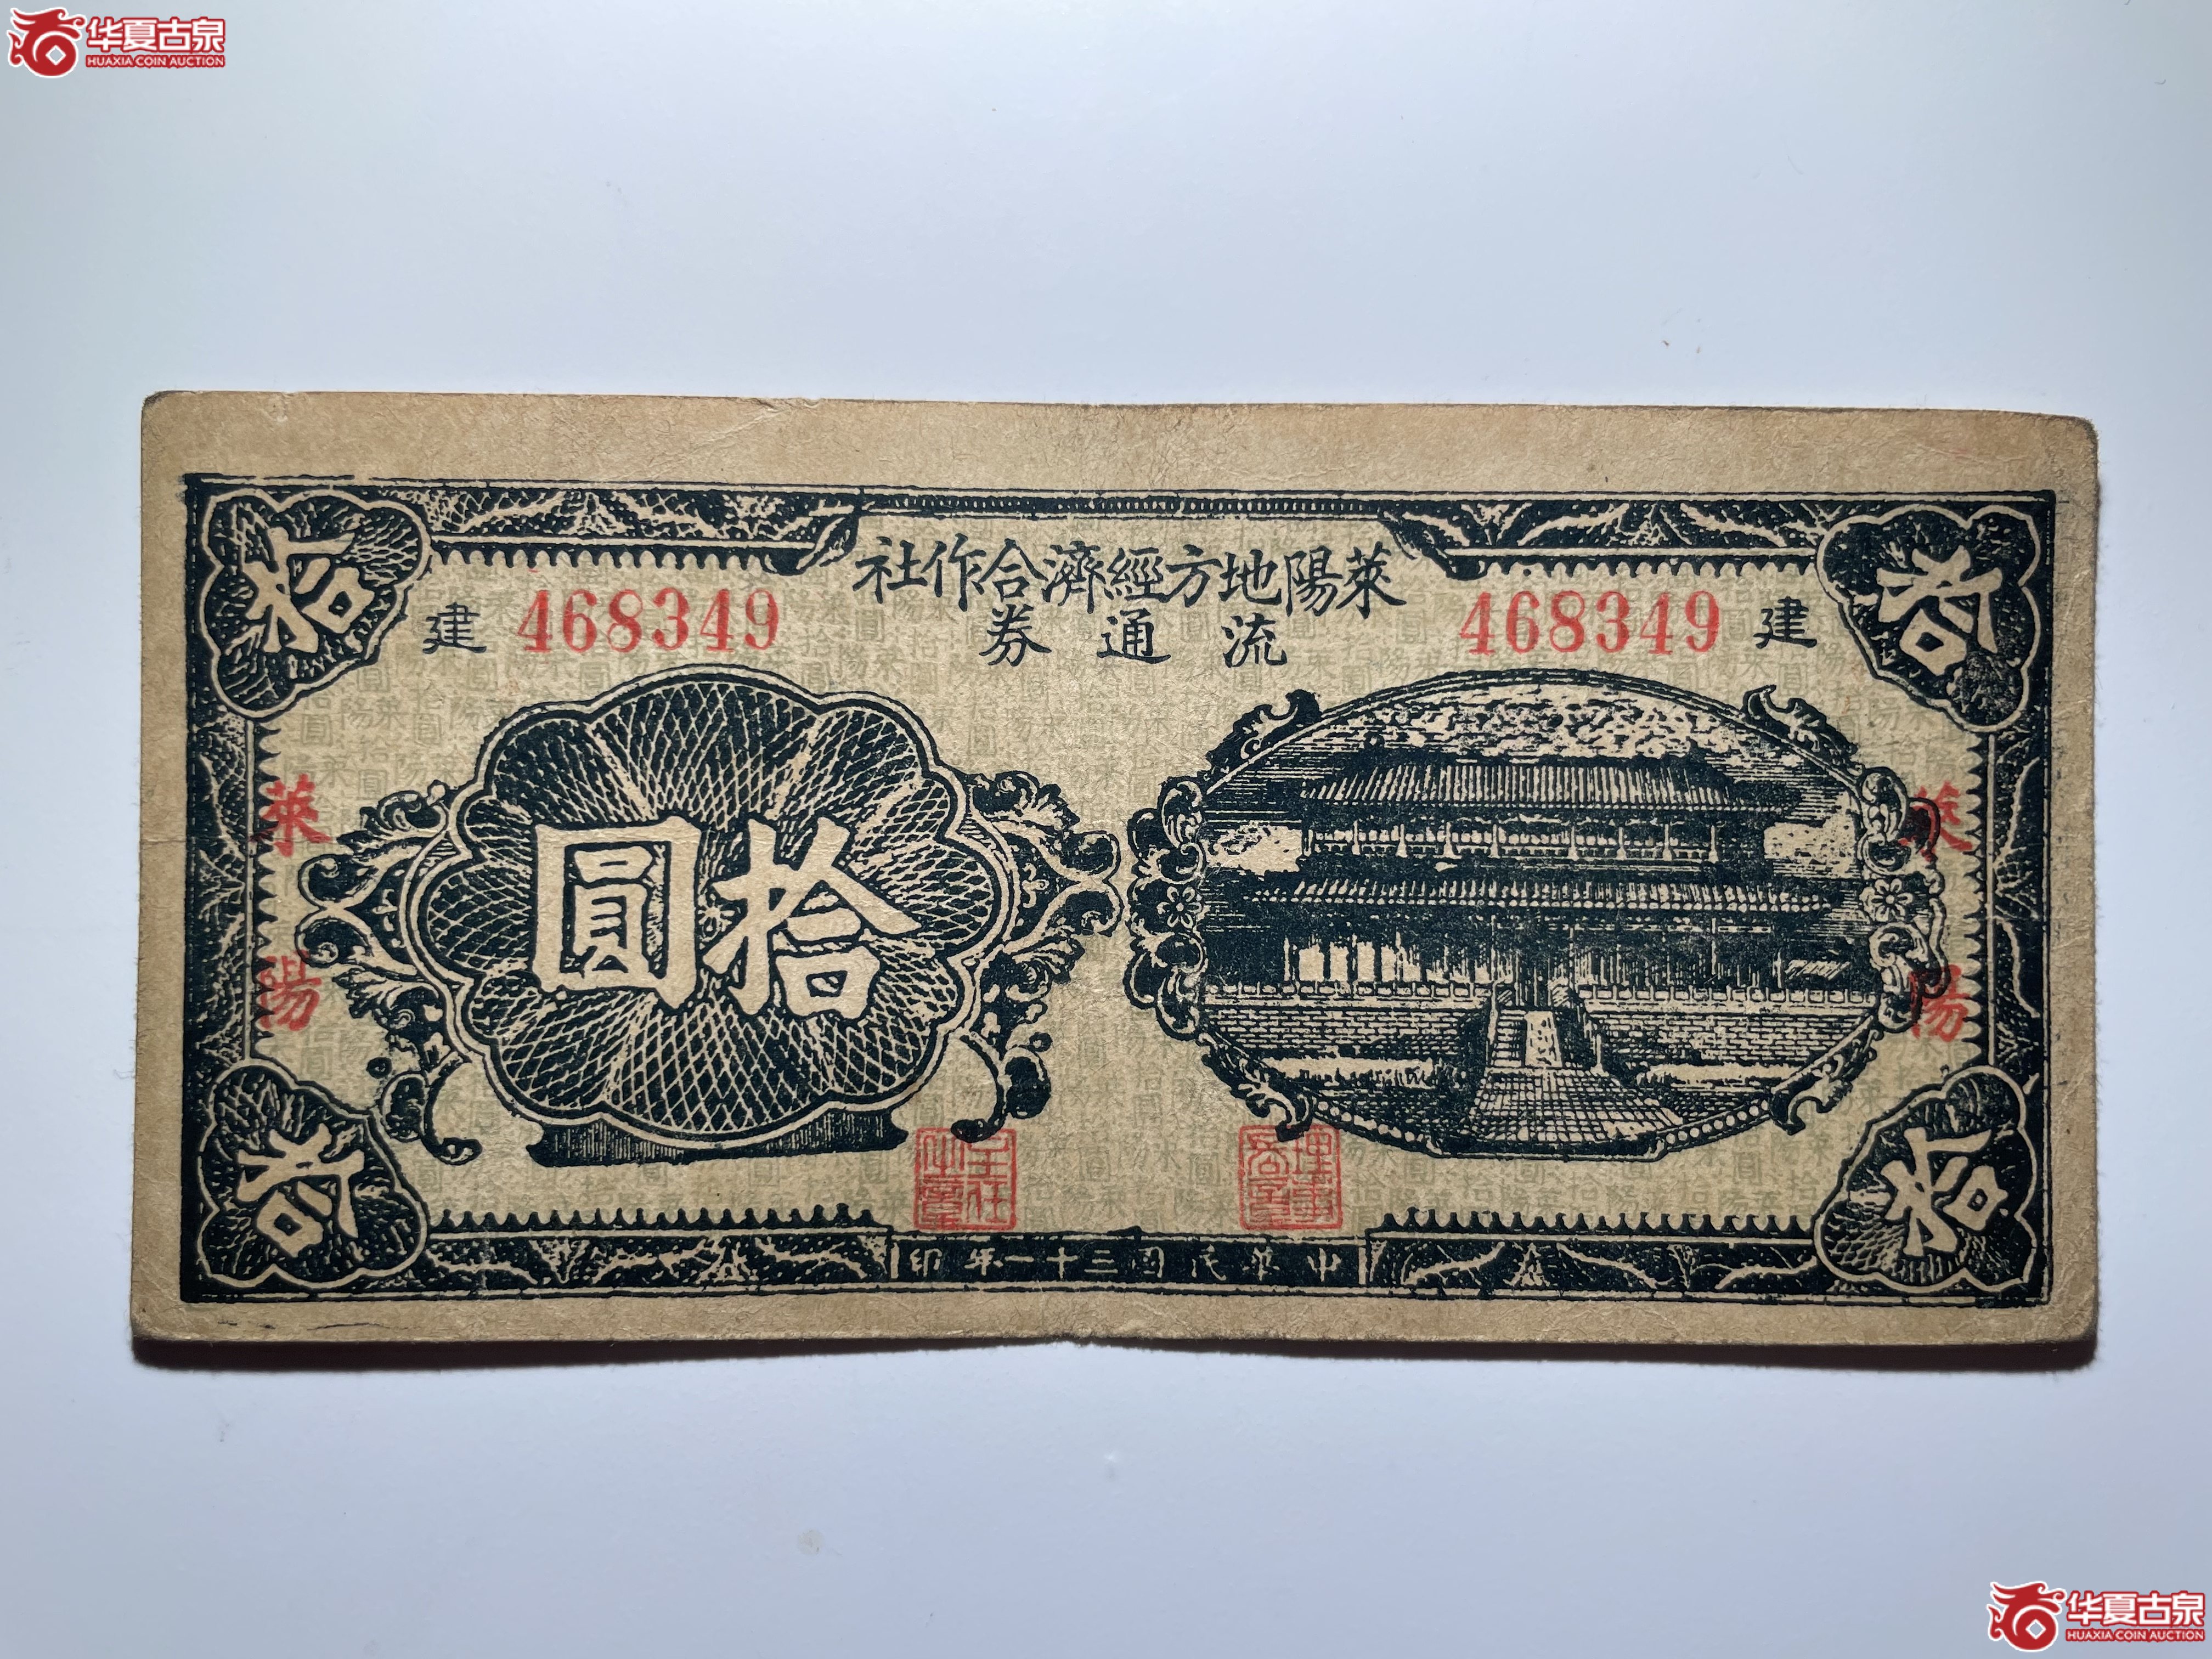 华夏古泉
HUAXIA COIN AUCTION
萊陽地方經濟合作社
流通券
拾
拾
建 468349
468349 建
萊陽
萊陽
拾圓
拾
拾
中華民國三十一年印
华夏古泉
HUAXIA COIN AUCTION